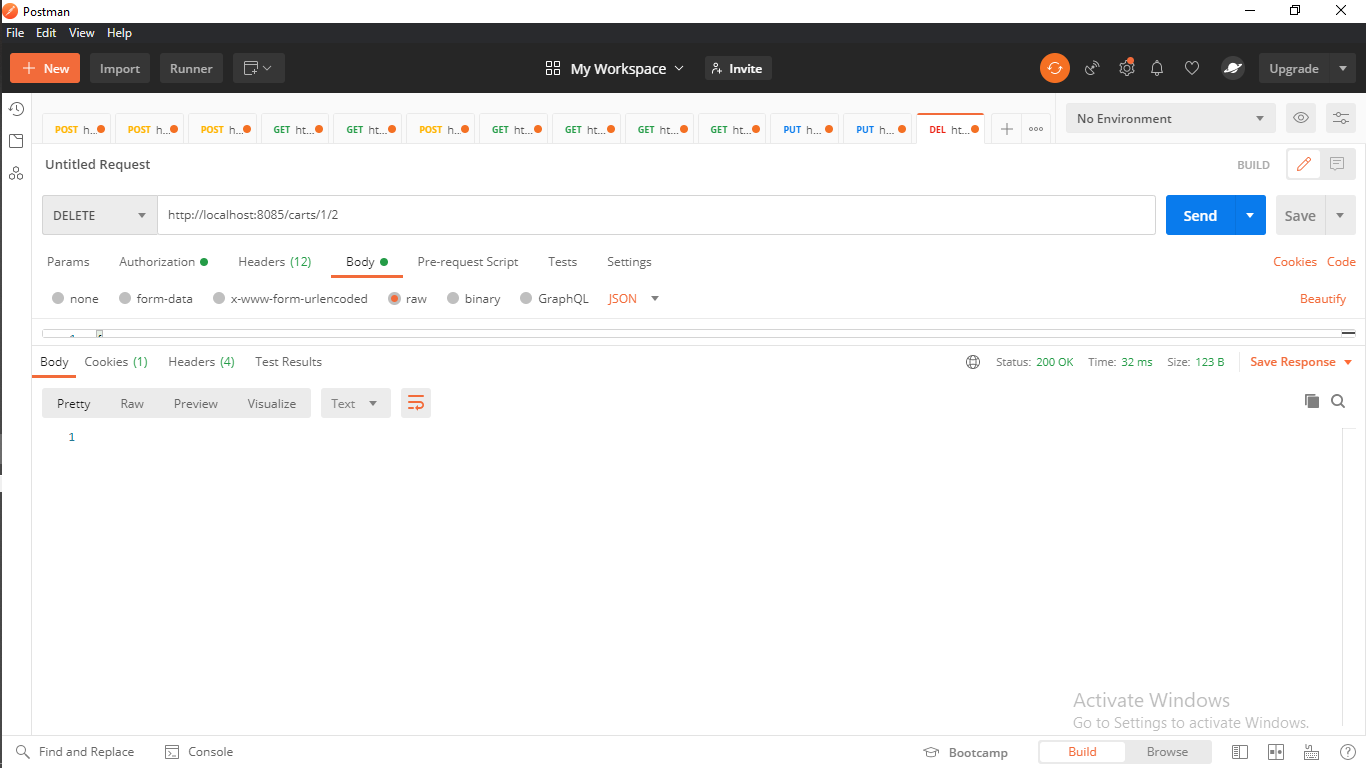 Postman
File Edit View Help
New Import Runner My Workspace Invite Upgrade
POST h... POST h... POST h... GET ht... GET ht... POST h... GET ht... GET ht... GET ht... GET ht... PUT h... PUT h... DEL ht... No Environment
Untitled Request BUILD
DELETE http://localhost:8085/carts/1/2 Send Save
Params Authorization Headers (12) Body Pre-request Script Tests Settings Cookies Code
none form-data x-www-form-urlencoded raw binary GraphQL JSON Beautify
Body Cookies (1) Headers (4) Test Results Status: 200 OK Time: 32 ms Size: 123 B Save Response
Pretty Raw Preview Visualize Text
1
Activate Windows
Go to Settings to activate Windows.
Find and Replace Console Bootcamp Build Browse